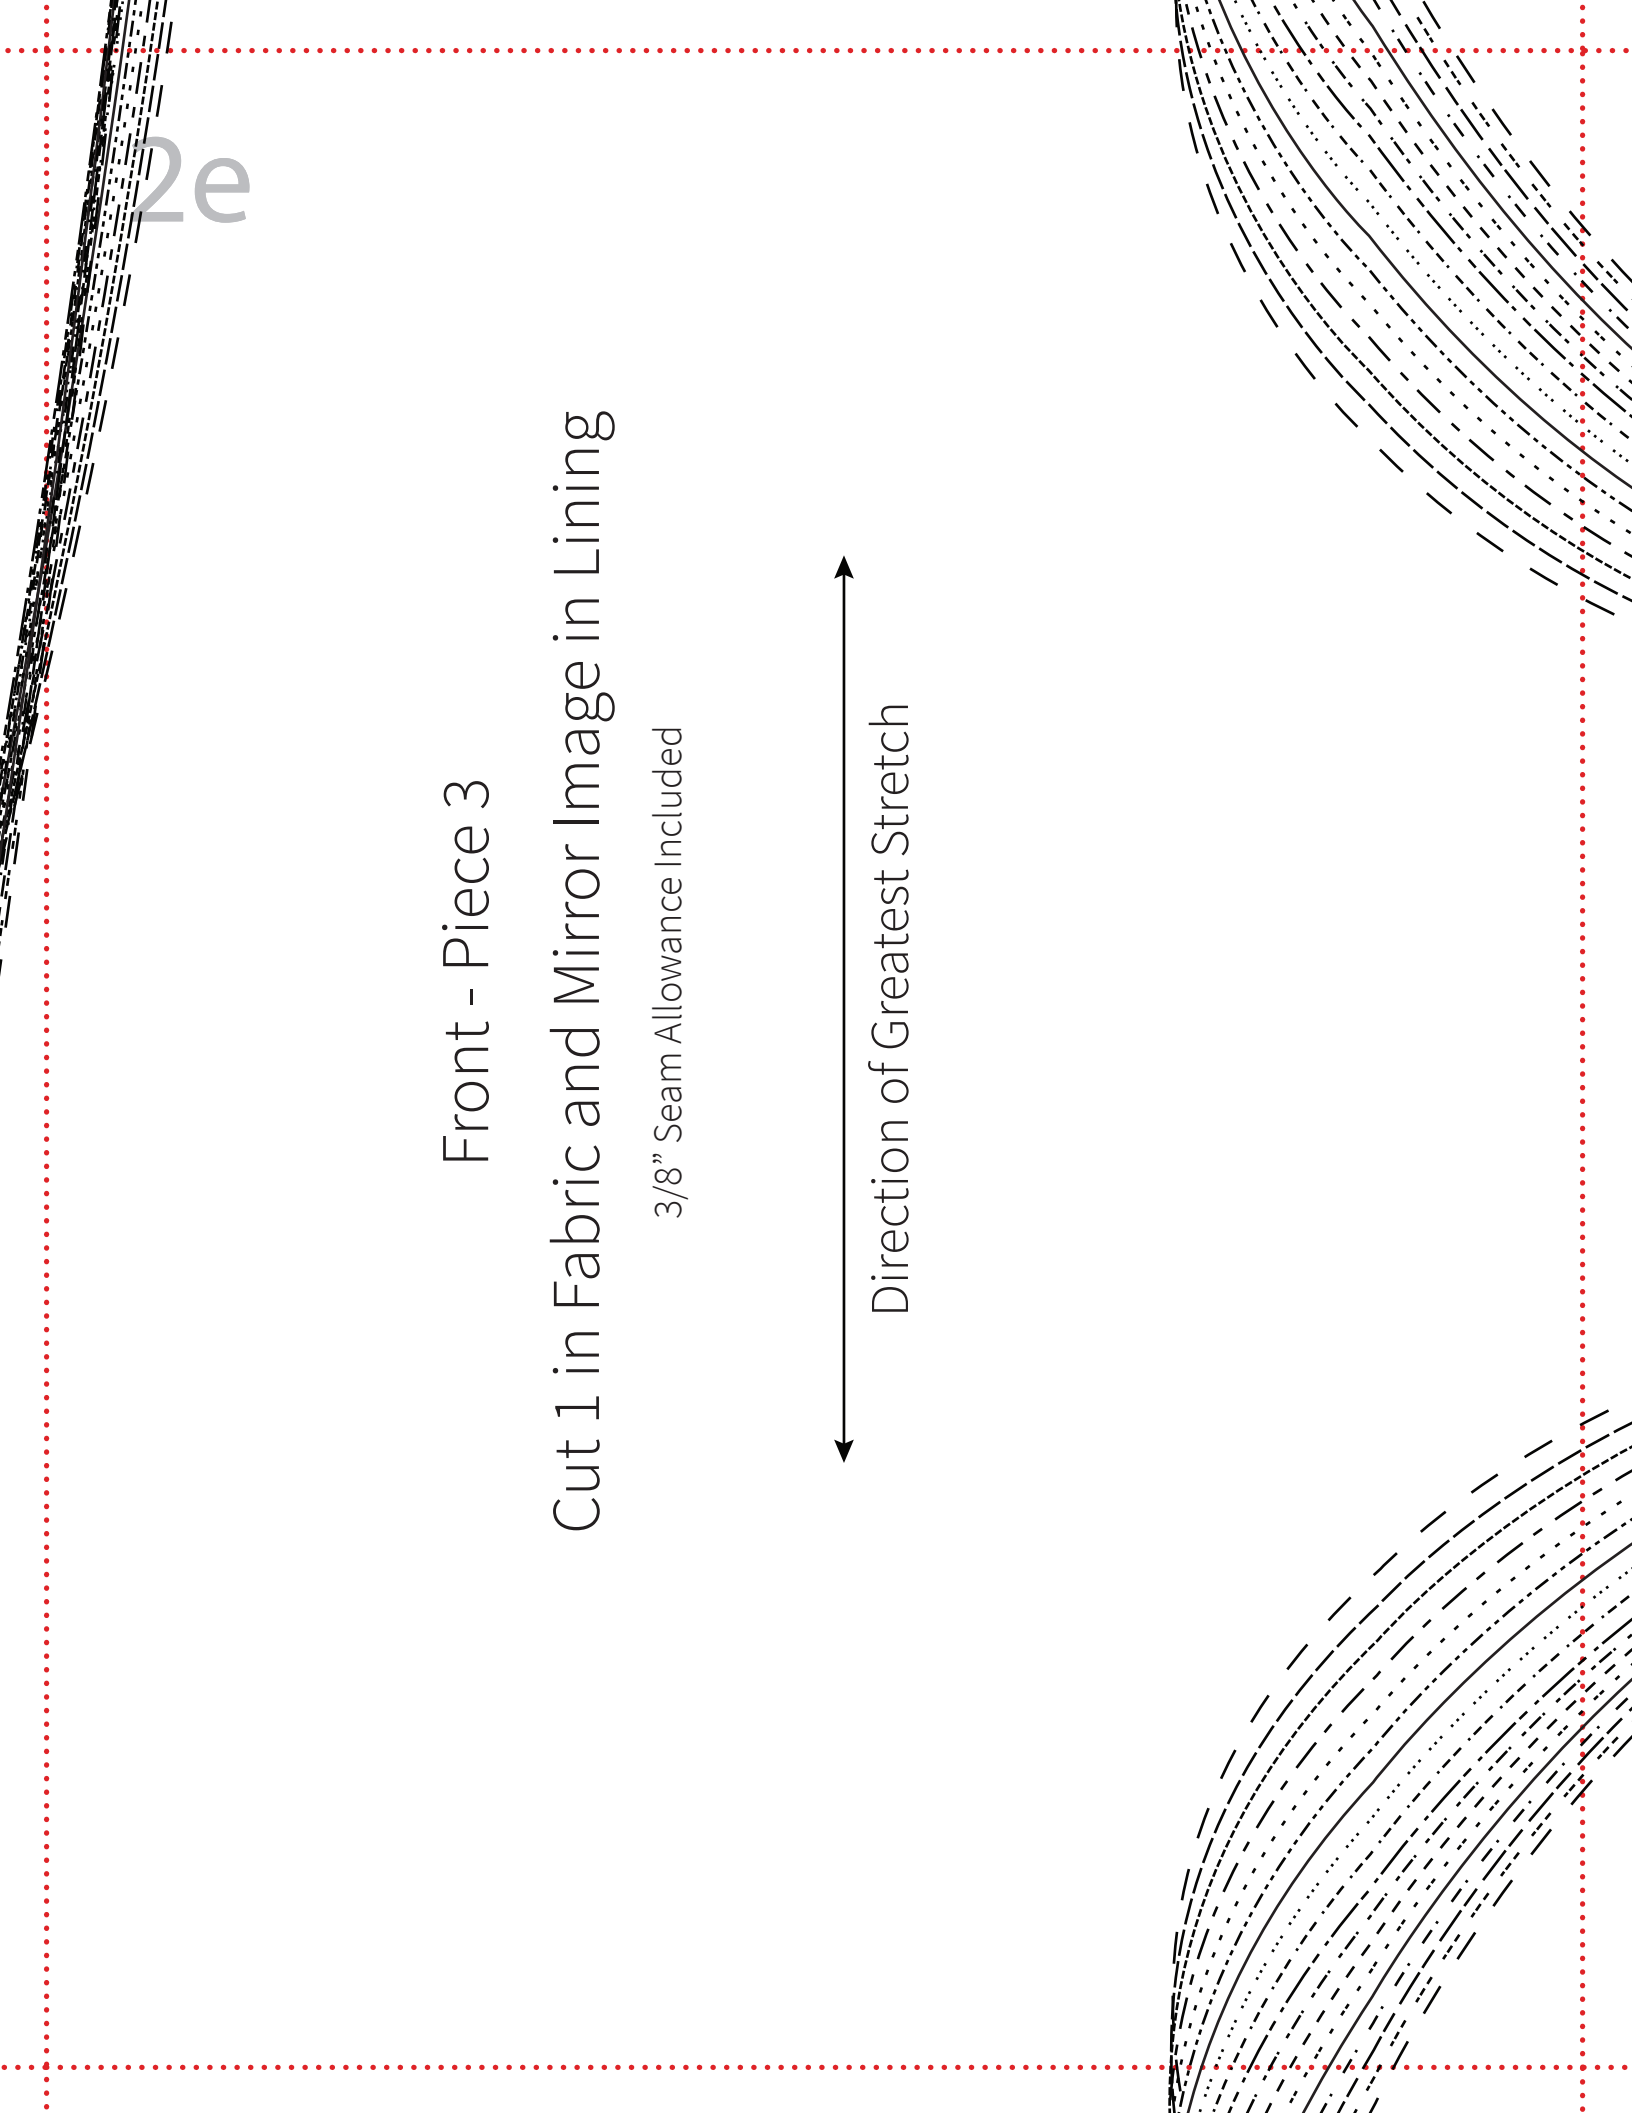 2e
Front - Piece 3
Cut 1 in Fabric and Mirror Image in Lining
3/8” Seam Allowance Included
Direction of Greatest Stretch